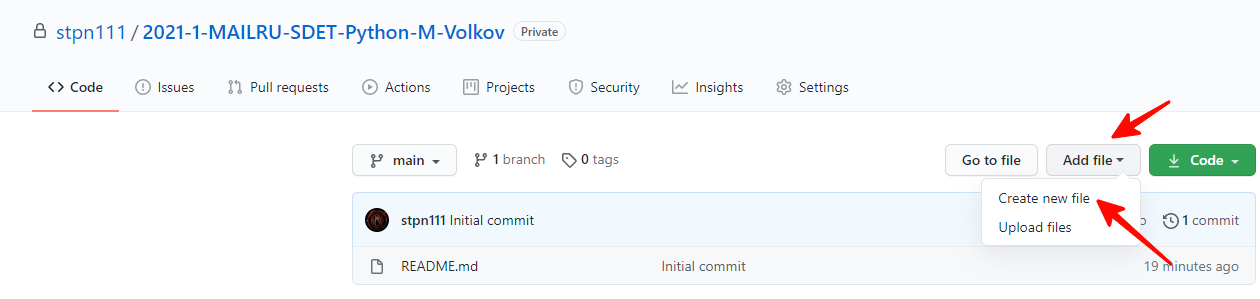 stpn111 / 2021-1-MAILRU-SDET-Python-M-Volkov Private
Code Issues Pull requests Actions Projects Security Insights Settings
main 1 branch 0 tags Go to file Add file Code
Create new file
stpn111 Initial commit 1 commit
Upload files
README.md Initial commit 19 minutes ago